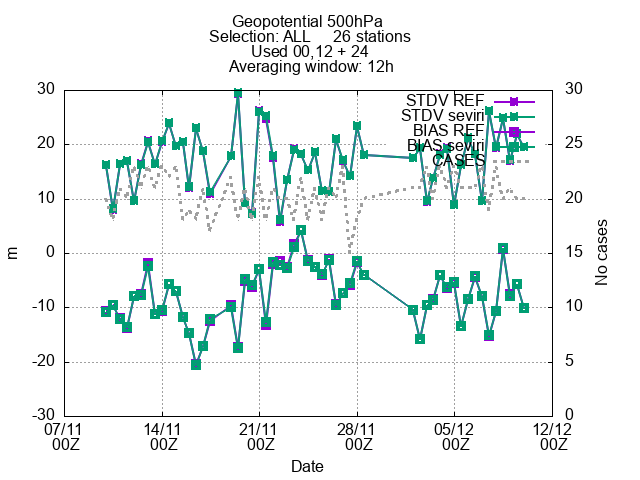 Geopotential 500hPa
Selection: ALL     26 stations
Used 00,12 + 24
Averaging window: 12h
STDV REF
STDV seviri
BIAS REF
BIAS seviri
CASES
30
20
10
0
-10
-20
-30
m
30
25
20
15
10
5
0
No cases
07/11 00Z
14/11 00Z
21/11 00Z
28/11 00Z
05/12 00Z
12/12 00Z
Date